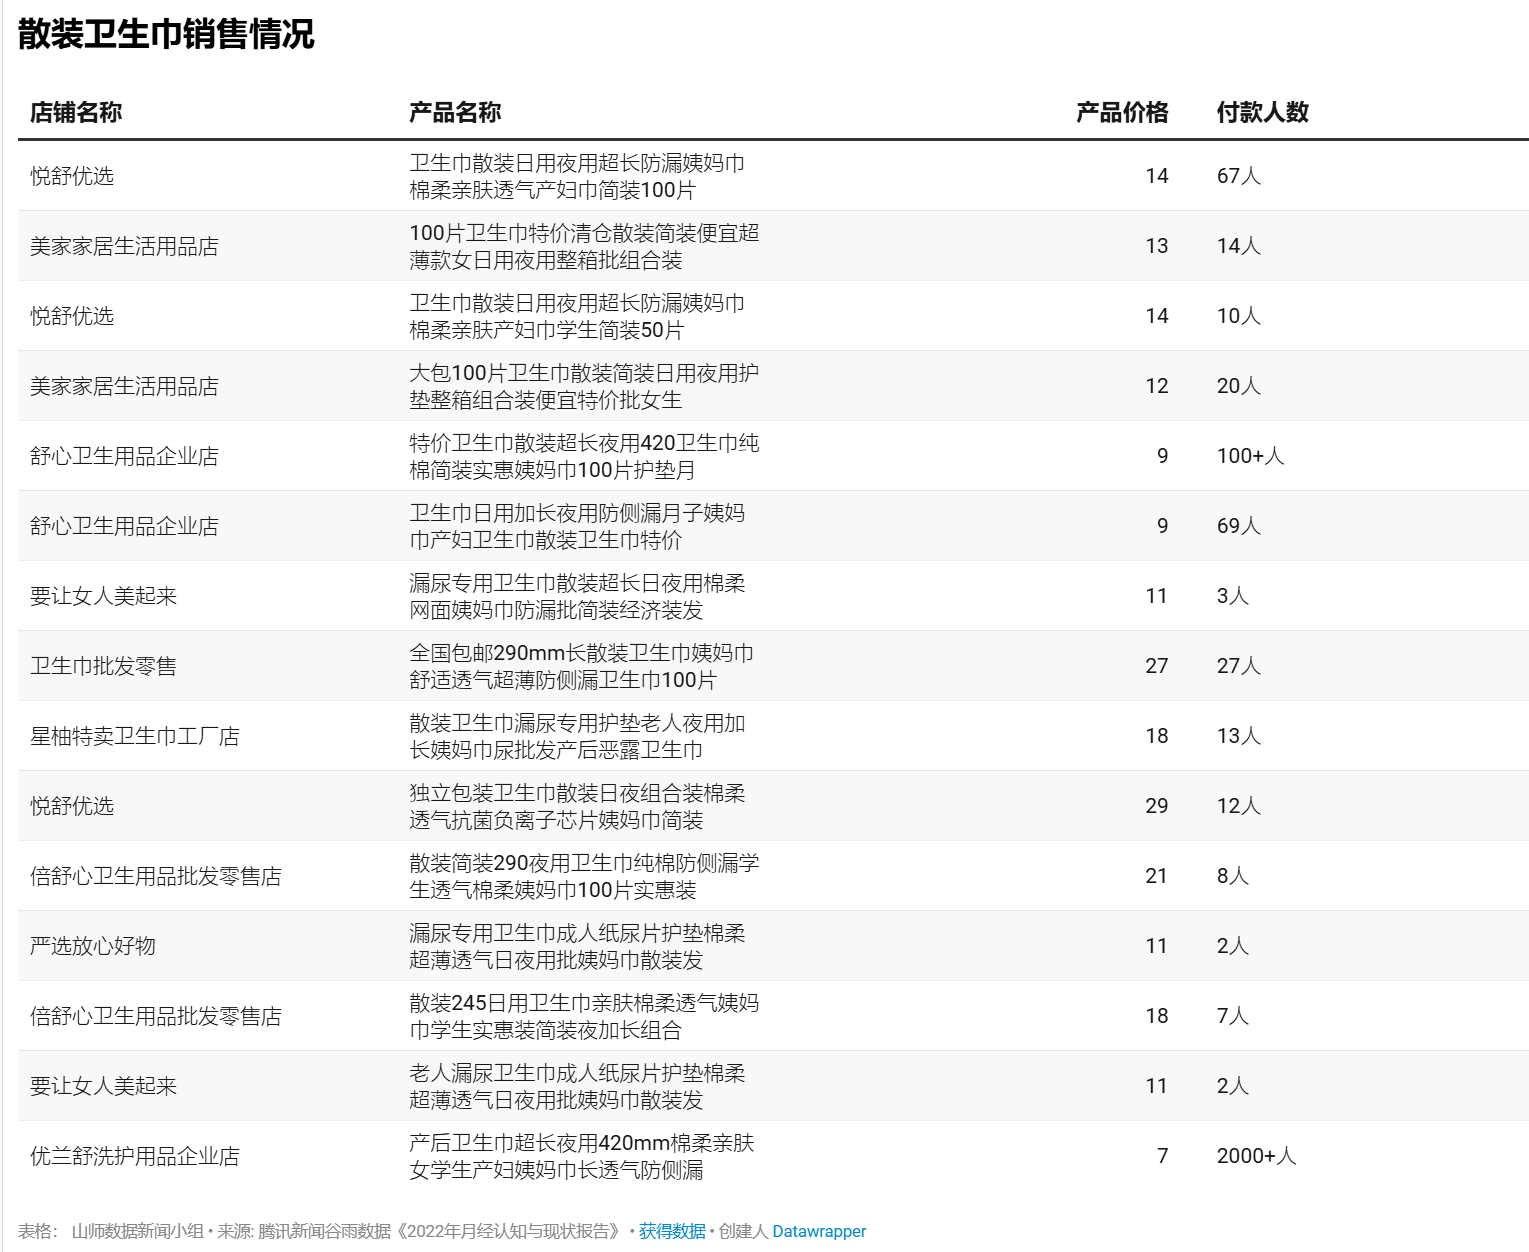 散装卫生巾销售情况
店铺名称 产品名称 产品价格 付款人数
卫生巾散装日用夜用超长防漏姨妈巾
悦舒优选 14 67人
棉柔亲肤透气产妇巾简装100片
100片卫生巾特价清仓散装简装便宜超
美家家居生活用品店 13 14人
薄款女日用夜用整箱批组合装
卫生巾散装日用夜用超长防漏姨妈巾
悦舒优选 14 10人
棉柔亲肤产妇巾学生简装50片
大包100片卫生巾散装简装日用夜用护
美家家居生活用品店 12 20人
垫整箱组合装便宜特价批女生
特价卫生巾散装超长夜用420卫生巾纯
舒心卫生用品企业店 9 100+人
棉简装实惠姨妈巾100片护垫月
卫生巾日用加长夜用防侧漏月子姨妈
舒心卫生用品企业店 9 69人
巾产妇卫生巾散装卫生巾特价
漏尿专用卫生巾散装超长日夜用棉柔
要让女人美起来 11 3人
网面姨妈巾防漏批简装经济装发
全国包邮290mm长散装卫生巾姨妈巾
卫生巾批发零售 27 27人
舒适透气超薄防侧漏卫生巾100片
散装卫生巾漏尿专用护垫老人夜用加
星柚特卖卫生巾工厂店 18 13人
长姨妈巾尿批发产后恶露卫生巾
独立包装卫生巾散装日夜组合装棉柔
悦舒优选 29 12人
透气抗菌负离子芯片姨妈巾简装
散装简装290夜用卫生巾纯棉防侧漏学
倍舒心卫生用品批发零售店 21 8人
生透气棉柔姨妈巾100片实惠装
漏尿专用卫生巾成人纸尿片护垫棉柔
严选放心好物 11 2人
超薄透气日夜用批姨妈巾散装发
散装245日用卫生巾亲肤棉柔透气姨妈
倍舒心卫生用品批发零售店 18 7人
巾学生实惠装简装夜加长组合
老人漏尿卫生巾成人纸尿片护垫棉柔
要让女人美起来 11 2人
超薄透气日夜用批姨妈巾散装发
产后卫生巾超长夜用420mm棉柔亲肤
优兰舒洗护用品企业店 7 2000+人
女学生产妇姨妈巾长透气防侧漏
表格： 山师数据新闻小组 • 来源: 腾讯新闻谷雨数据《2022年月经认知与现状报告》 • 获得数据 • 创建人 Datawrapper